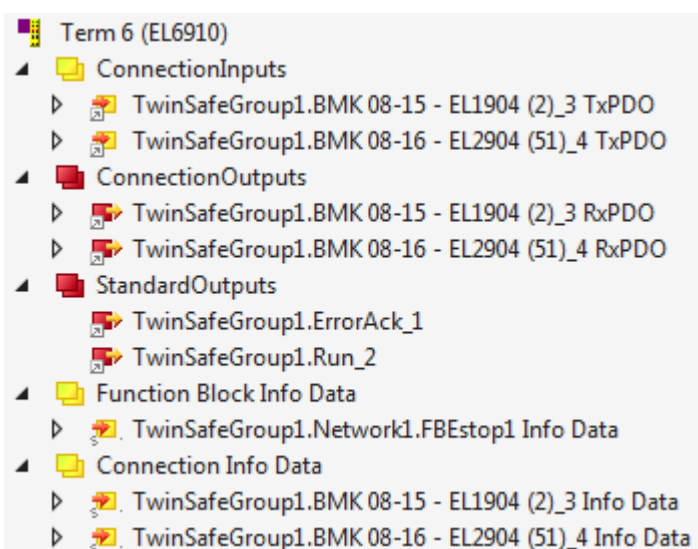 Term 6 (EL6910)
ConnectionInputs
TwinSafeGroup1.BMK 08-15 - EL1904 (2)_3 TxPDO
TwinSafeGroup1.BMK 08-16 - EL2904 (51)_4 TxPDO
ConnectionOutputs
TwinSafeGroup1.BMK 08-15 - EL1904 (2)_3 RxPDO
TwinSafeGroup1.BMK 08-16 - EL2904 (51)_4 RxPDO
StandardOutputs
TwinSafeGroup1.ErrorAck_1
TwinSafeGroup1.Run_2
Function Block Info Data
TwinSafeGroup1.Network1.FBEstop1 Info Data
Connection Info Data
TwinSafeGroup1.BMK 08-15 - EL1904 (2)_3 Info Data
TwinSafeGroup1.BMK 08-16 - EL2904 (51)_4 Info Data